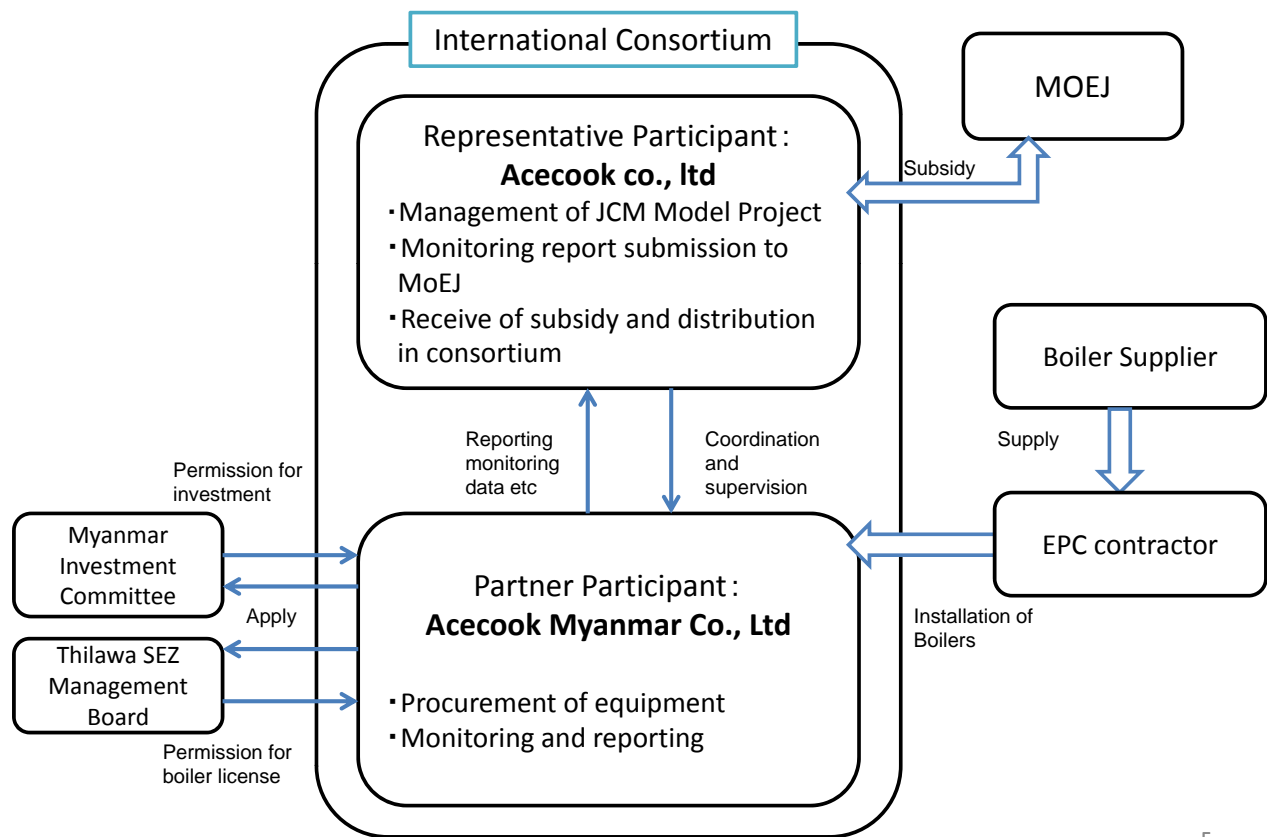 International Consortium
MOEJ
Representative Participant：
Acecook co., ltd
・Management of JCM Model Project
・Monitoring report submission to
MoEJ
・Receive of subsidy and distribution
in consortium
Subsidy
Boiler Supplier
Supply
EPC contractor
Installation of
Boilers
Reporting
monitoring
data etc
Coordination
and
supervision
Permission for
investment
Myanmar
Investment
Committee
Apply
Thilawa SEZ
Management
Board
Permission for
boiler license
Partner Participant：
Acecook Myanmar Co., Ltd
・Procurement of equipment
・Monitoring and reporting
5